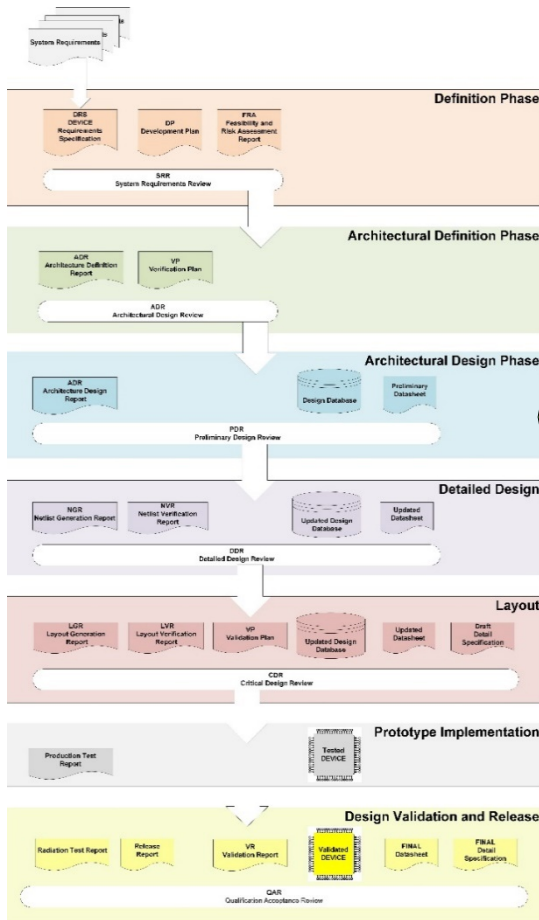 System Requirements
Definition Phase
DRS
DEVICE
Requirements
Specification
DP
Development Plan
FRA
Feasibility and
Risk Assessment
Report
SRR
System Requirements Review
Architectural Definition Phase
ADR
Architecture Definition
Report
VP
Verification Plan
ADR
Architectural Design Review
Architectural Design Phase
ADR
Architecture Design
Report
Design Database
Preliminary
Datasheet
PDR
Preliminary Design Review
Detailed Design
NGR
Netlist Generation Report
NVR
Netlist Verification
Report
Updated Design
Database
Updated
Datasheet
DDR
Detailed Design Review
Layout
LGR
Layout Generation
Report
LVR
Layout Verification
Report
VP
Validation Plan
Updated Design
Database
Updated
Datasheet
Draft
Detail
Specification
CDR
Critical Design Review
Prototype Implementation
Production Test
Report
Tested
DEVICE
Design Validation and Release
Radiation Test Report
Release
Report
VR
Validation Report
Validated
DEVICE
FINAL
Datasheet
FINAL
Detail
Specification
QAR
Qualification Acceptance Review